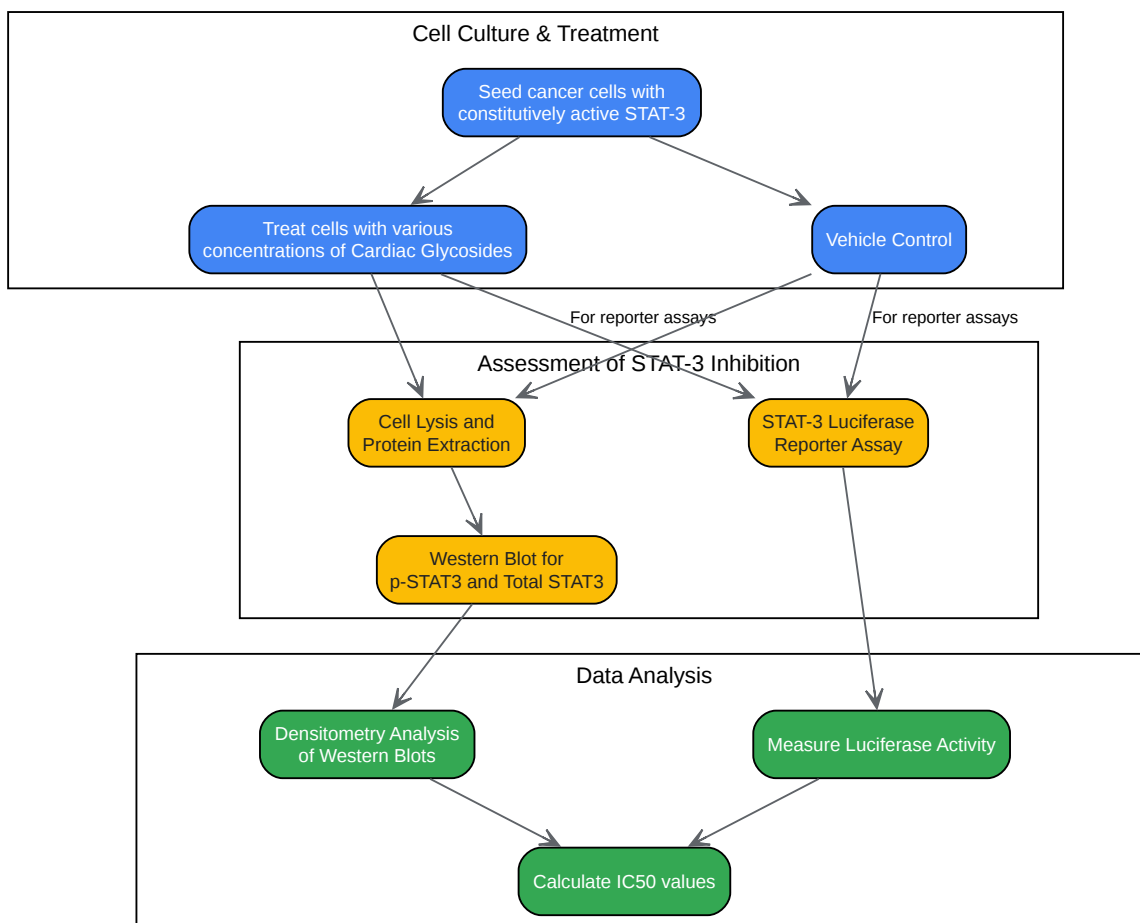 Cell Culture & Treatment
Seed cancer cells with
constitutively active STAT-3
Treat cells with various
concentrations of Cardiac Glycosides
Vehicle Control
For reporter assays
For reporter assays
Assessment of STAT-3 Inhibition
Cell Lysis and
Protein Extraction
STAT-3 Luciferase
Reporter Assay
Western Blot for
p-STAT3 and Total STAT3
Data Analysis
Densitometry Analysis
of Western Blots
Measure Luciferase Activity
Calculate IC50 values